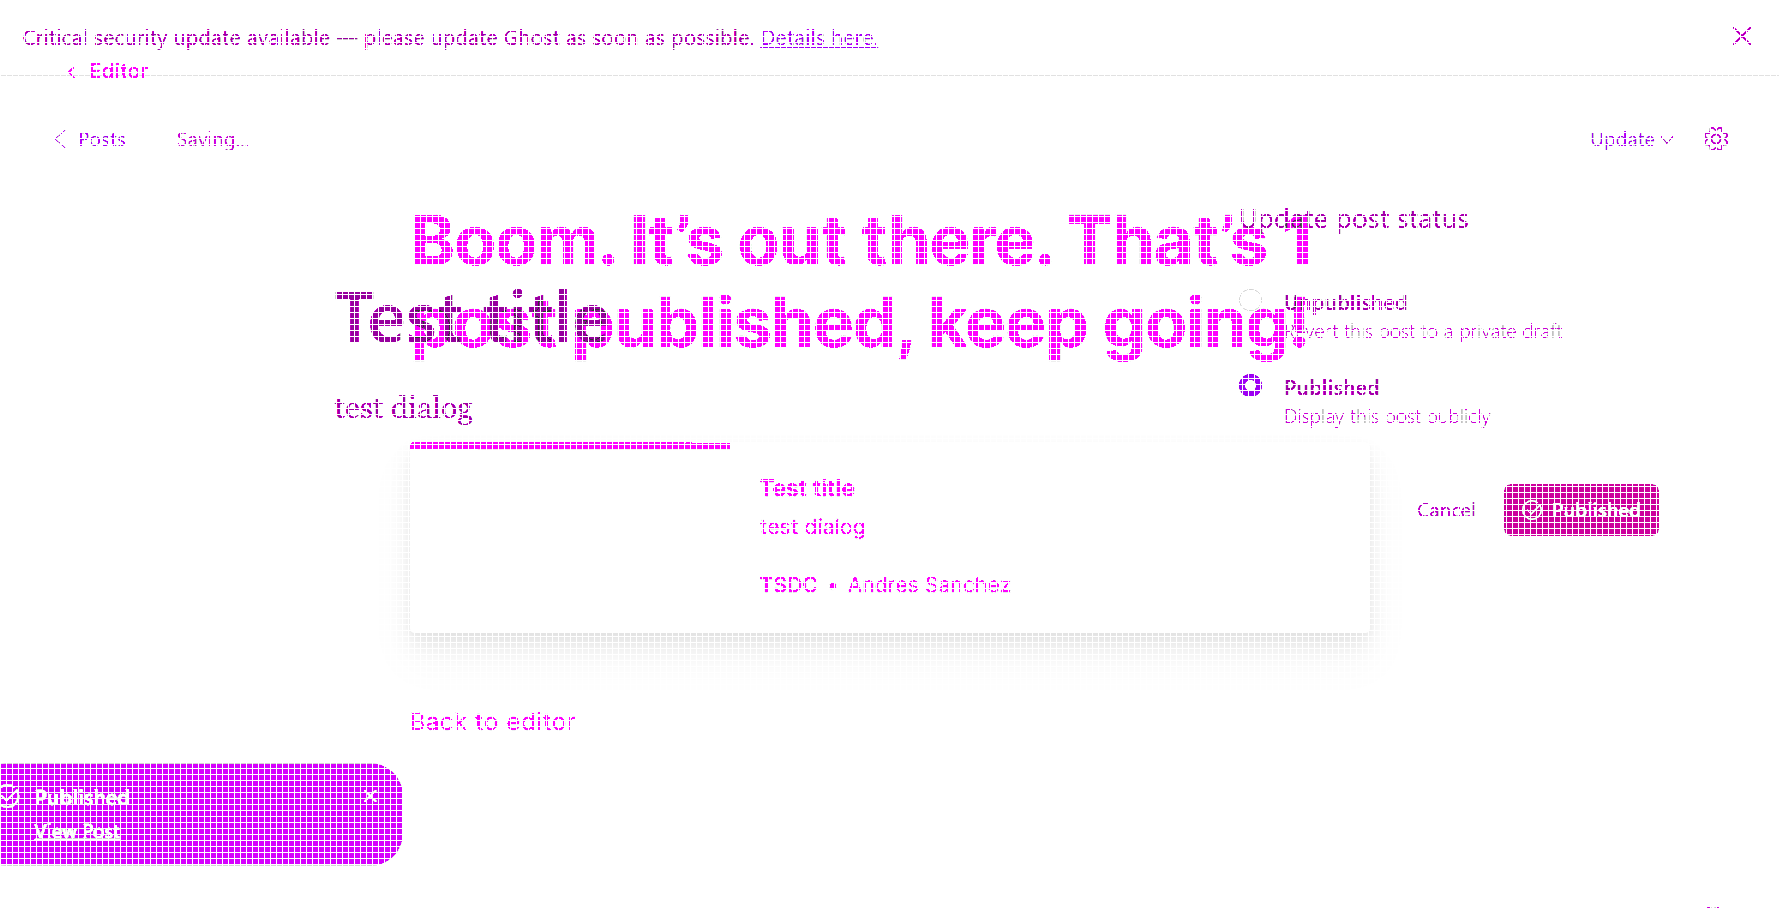 Critical security update available — please update Ghost as soon as possible. Details here.
Editor
Posts
Saving...
Update
Boom. It's out there. That's 1
post published, keep going!
Update post status
Test title
Unpublished
Revert this post to a private draft
test dialog
Published
Display this post publicly
Test title
test dialog
TSDC • Andres Sanchez
Cancel
Published
Back to editor
Published
View Post